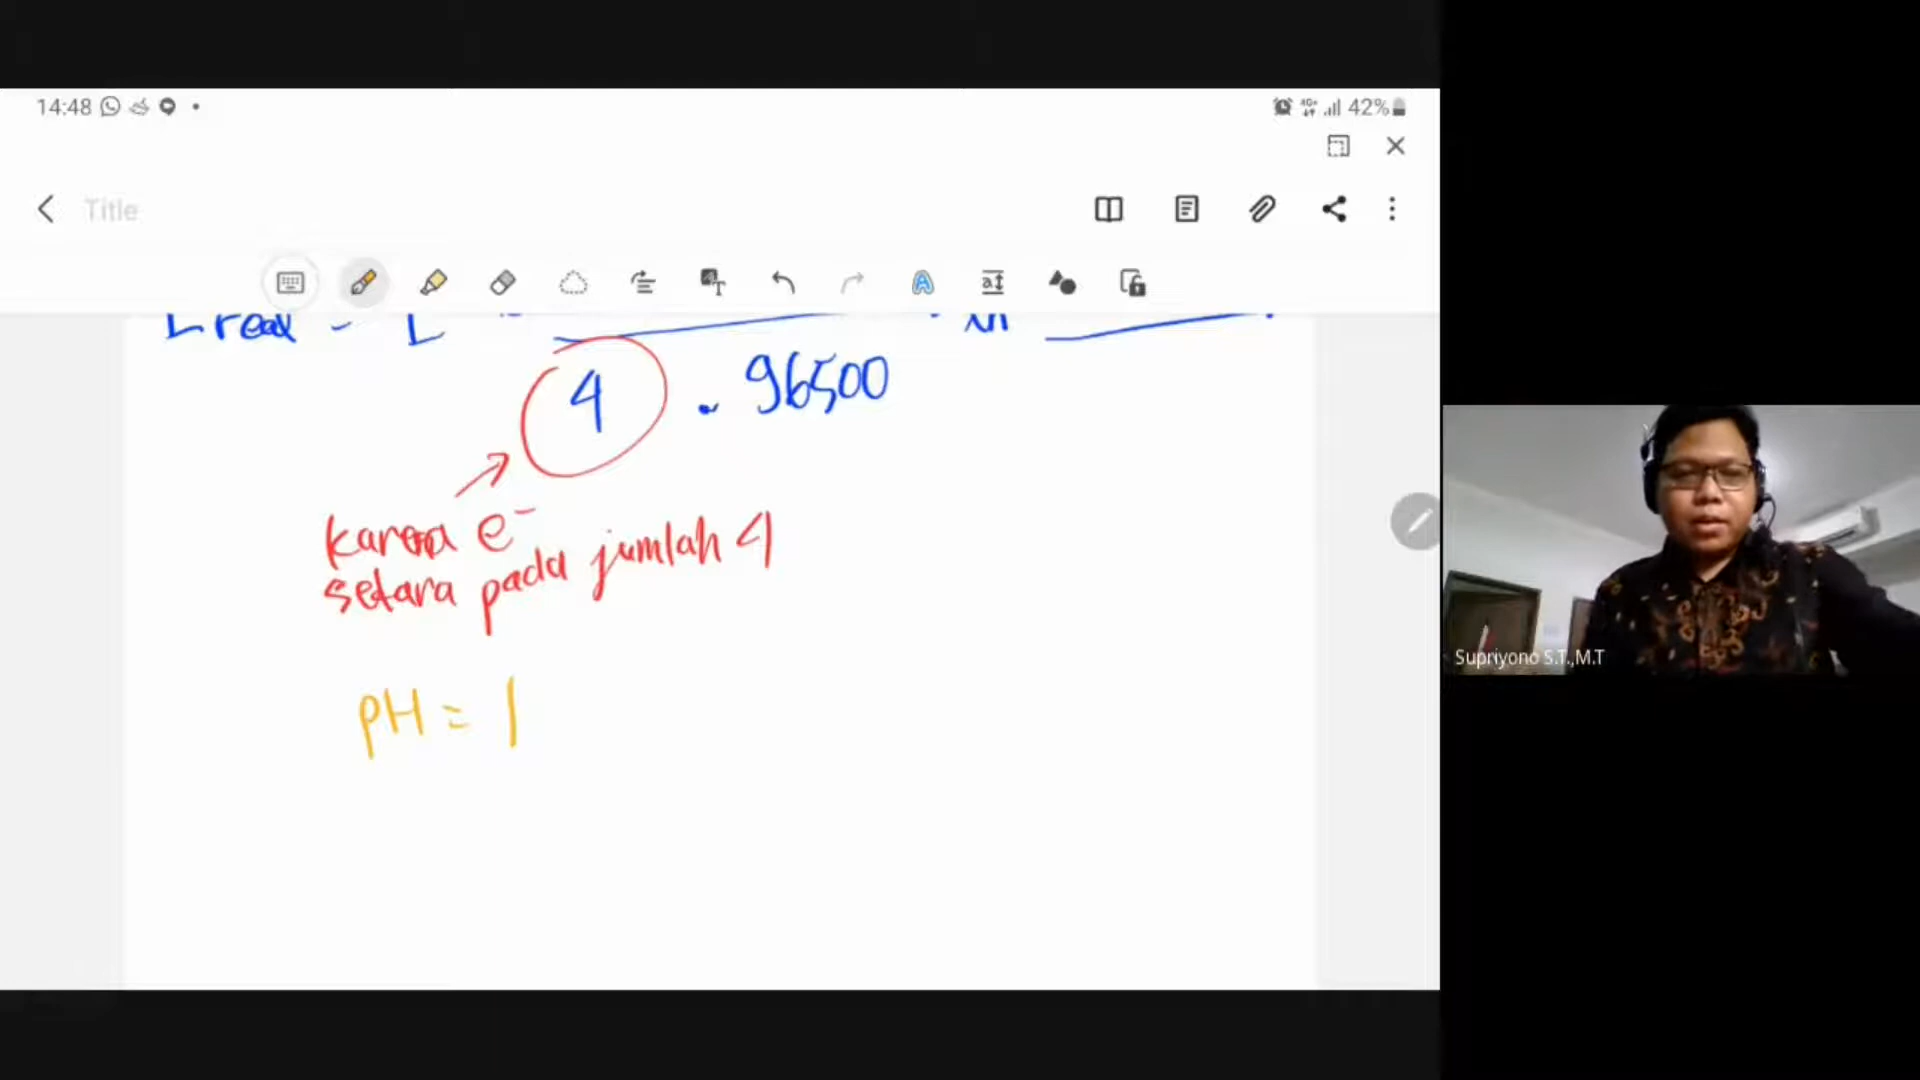 14:48
42%
Title
4 . 96500
karena e⁻
setara pada jumlah 4
pH = 1
Supriyono S.T.,M.T